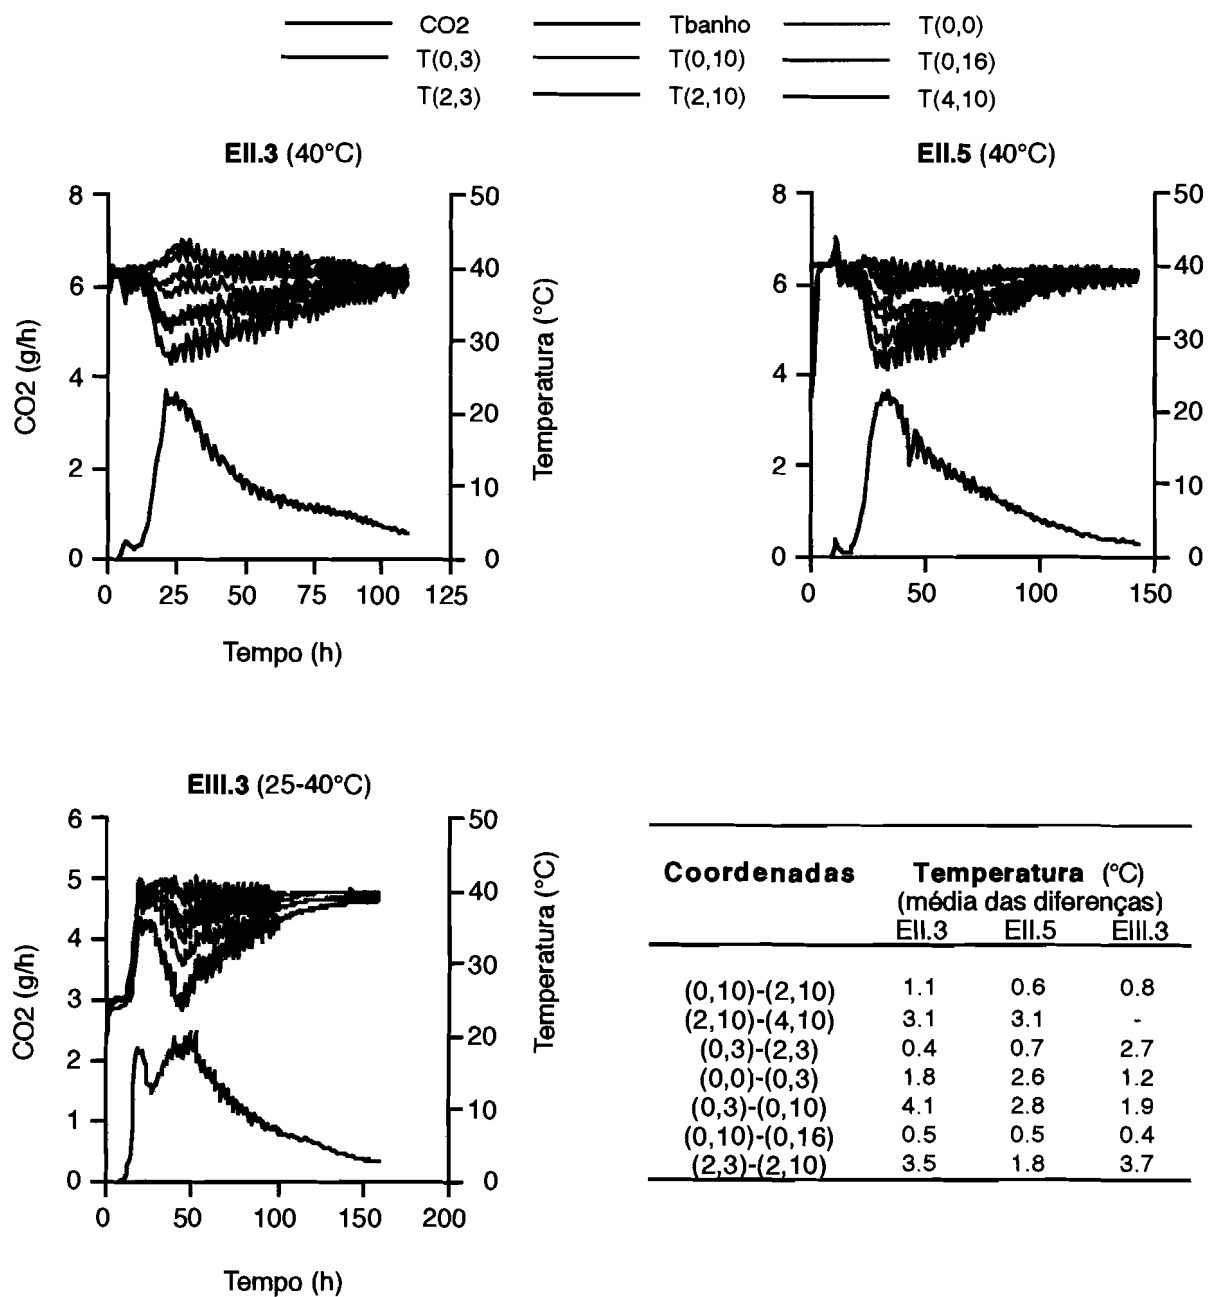 CO2 Tbanho T(0,0)
T(0,3) T(0,10) T(0,16)
T(2,3) T(2,10) T(4,10)
EII.3 (40°C)
8
6
4
2
0
CO2 (g/h)
50
40
30
20
10
0
Temperatura (°C)
0 25 50 75 100 125
Tempo (h)
EII.5 (40°C)
8
6
4
2
0
50
40
30
20
10
0
0 50 100 150
EIII.3 (25-40°C)
6
5
4
3
2
1
0
CO2 (g/h)
50
40
30
20
10
0
Temperatura (°C)
0 50 100 150 200
Tempo (h)
Coordenadas Temperatura (°C)
(média das diferenças)
EII.3 EII.5 EIII.3
(0,10)-(2,10) 1.1 0.6 0.8
(2,10)-(4,10) 3.1 3.1 -
(0,3)-(2,3) 0.4 0.7 2.7
(0,0)-(0,3) 1.8 2.6 1.2
(0,3)-(0,10) 4.1 2.8 1.9
(0,10)-(0,16) 0.5 0.5 0.4
(2,3)-(2,10) 3.5 1.8 3.7